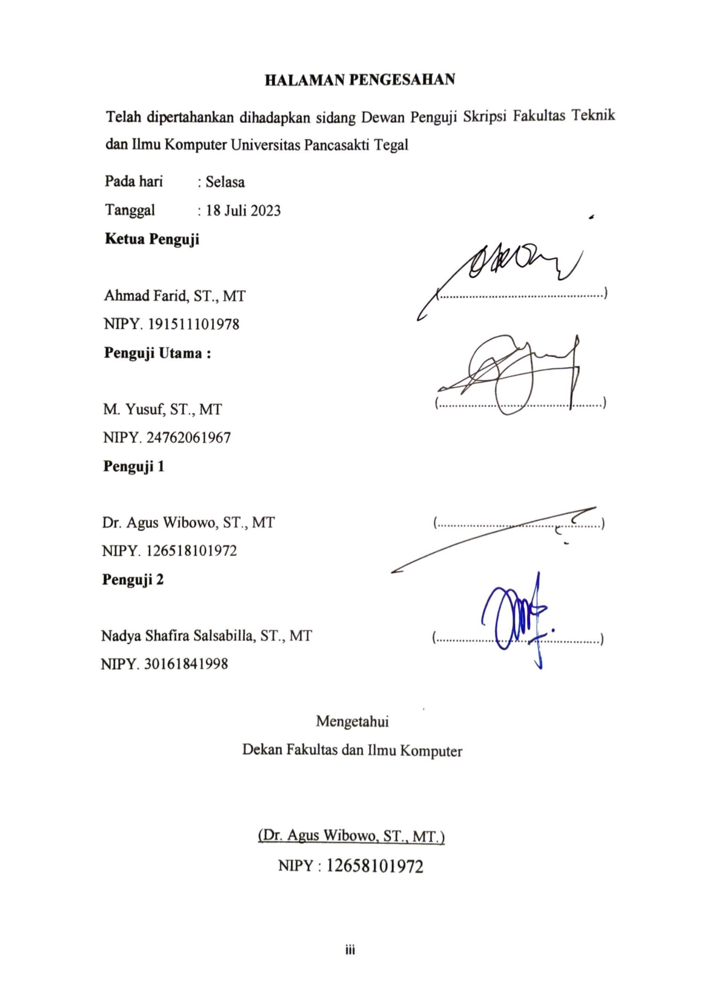 HALAMAN PENGESAHAN
Telah dipertahankan dihadapkan sidang Dewan Penguji Skripsi Fakultas Teknik
dan Ilmu Komputer Universitas Pancasakti Tegal
Pada hari : Selasa
Tanggal : 18 Juli 2023
Ketua Penguji
Ahmad Farid, ST., MT (..................................................)
NIPY. 191511101978
Penguji Utama :
M. Yusuf, ST., MT (..................................................)
NIPY. 24762061967
Penguji 1
Dr. Agus Wibowo, ST., MT (..................................................)
NIPY. 126518101972
Penguji 2
Nadya Shafira Salsabilla, ST., MT (..................................................)
NIPY. 30161841998
Mengetahui
Dekan Fakultas dan Ilmu Komputer
(Dr. Agus Wibowo, ST., MT.)
NIPY : 12658101972
iii